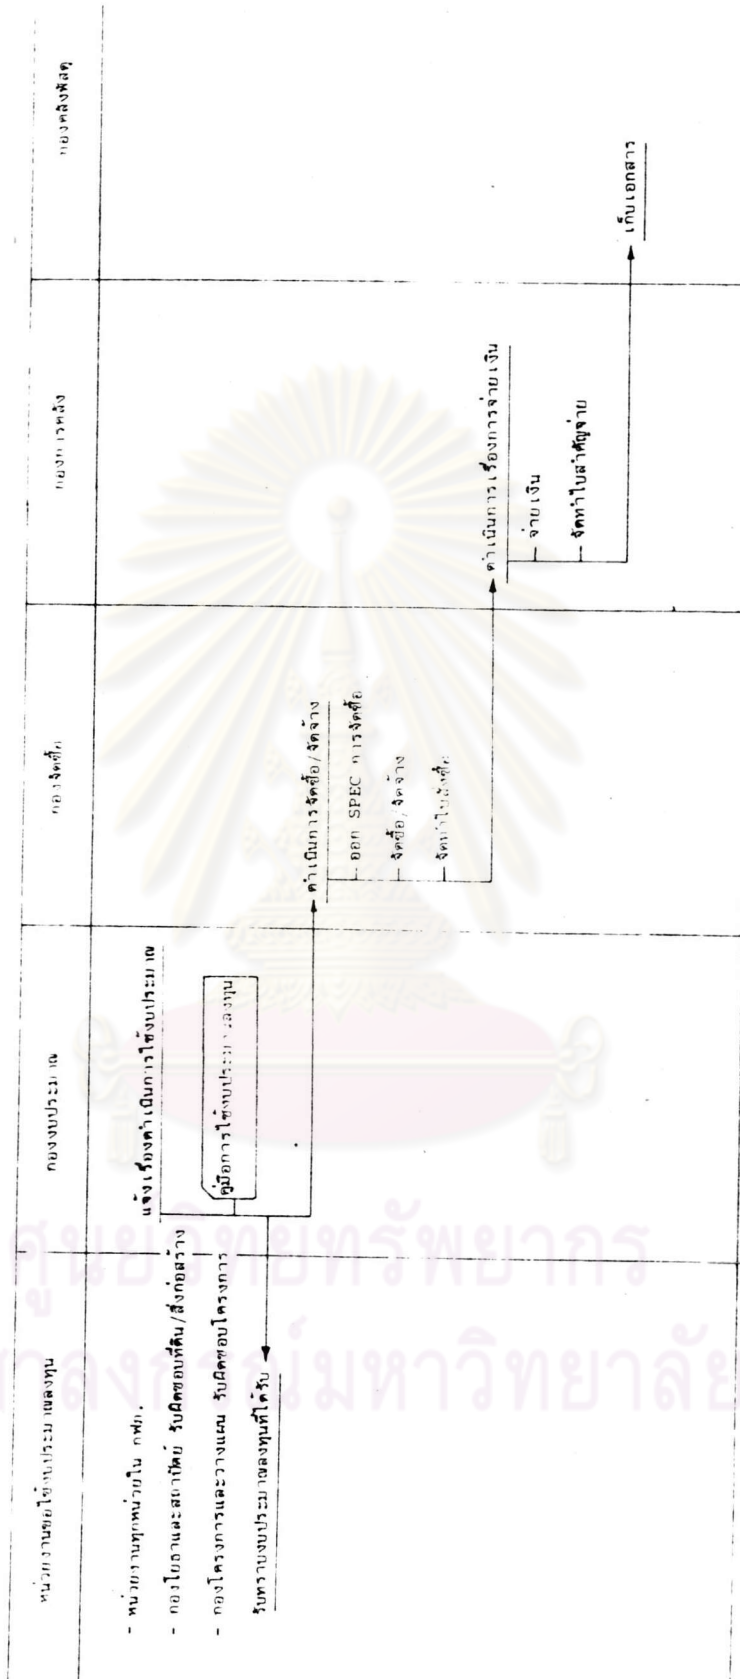 หน่วยงานขอใช้งบประมาณลงทุน
กองงบประมาณ
กองจัดซื้อ
กองการคลัง
กองคลังพัสดุ
- หน่วยงานทุกหน่วยใน กฟภ.
- กองโยธาและสถาปัตย์ รับผิดชอบที่ดิน/สิ่งก่อสร้าง
- กองโครงการและวางแผน รับผิดชอบโครงการ
รับทราบงบประมาณลงทุนที่ได้รับ
แจ้งเรื่องดำเนินการใช้งบประมาณ
คู่มือการใช้งบประมาณลงทุน
ดำเนินการจัดซื้อ/จัดจ้าง
ออก SPEC การจัดซื้อ
จัดซื้อ/จัดจ้าง
จัดทำใบสั่งซื้อ
ดำเนินการเรื่องการจ่ายเงิน
จ่ายเงิน
จัดทำใบสำคัญจ่าย
เก็บเอกสาร
ศูนย์วิทยทรัพยากร
ลงกรณ์มหาวิทยาลัย